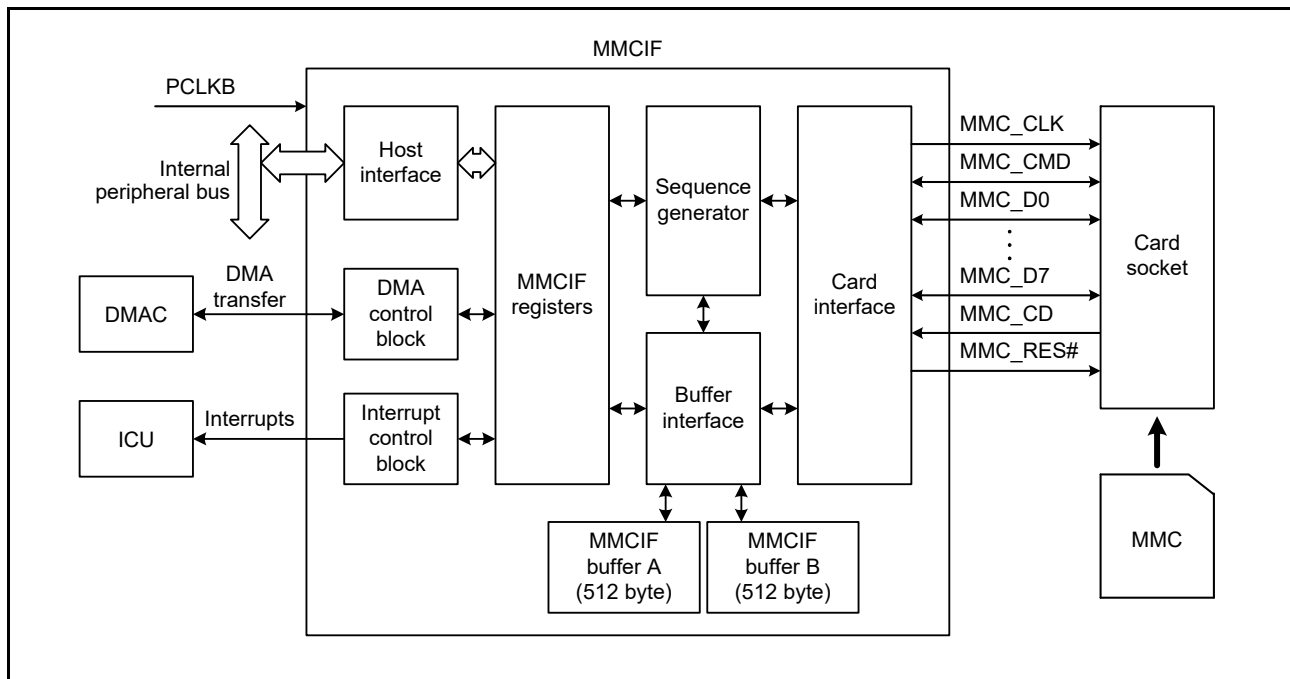 MMCIF
PCLKB
Internal
peripheral bus
Host
interface
DMAC
DMA
transfer
DMA
control
block
ICU
Interrupts
Interrupt
control
block
MMCIF
registers
Sequence
generator
Buffer
interface
MMCIF
buffer A
(512 byte)
MMCIF
buffer B
(512 byte)
Card
interface
MMC_CLK
MMC_CMD
MMC_D0
MMC_D7
MMC_CD
MMC_RES#
Card
socket
MMC